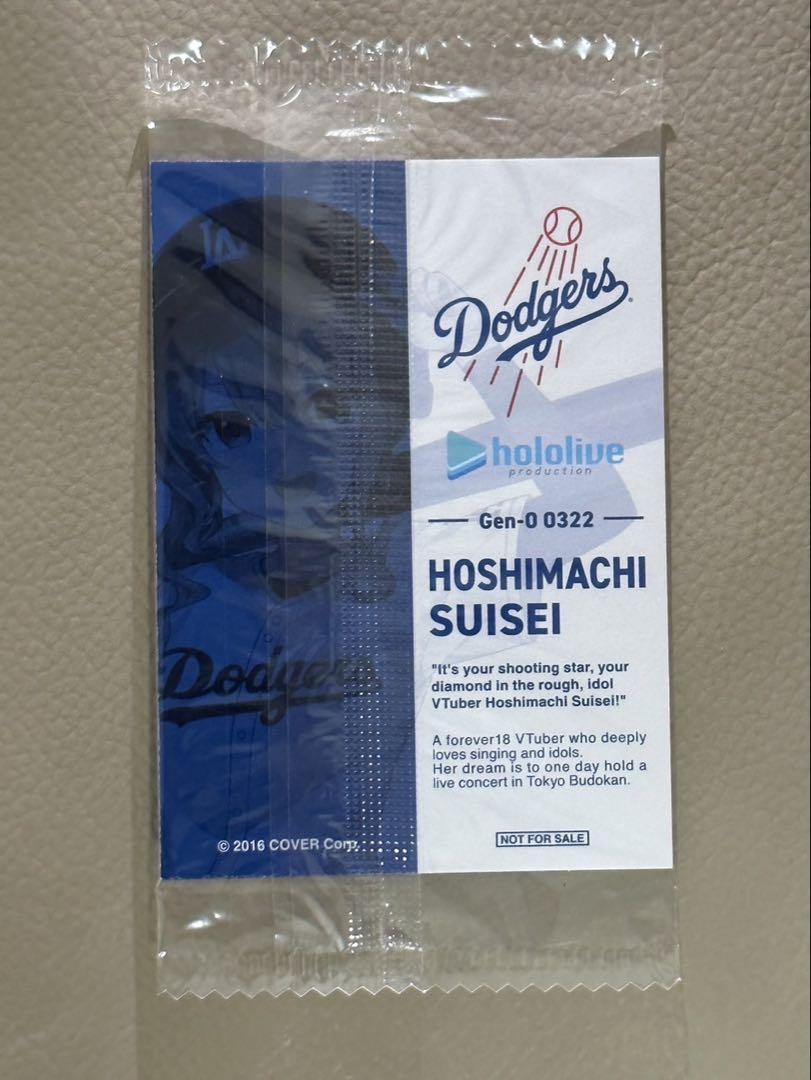 LA
Dodgers
© 2016 COVER Corp.
Dodgers
hololive
production
Gen-0 0322
HOSHIMACHI
SUISEI
"It's your shooting star, your
diamond in the rough, idol
VTuber Hoshimachi Suisei!"
A forever18 VTuber who deeply
loves singing and idols.
Her dream is to one day hold a
live concert in Tokyo Budokan.
NOT FOR SALE